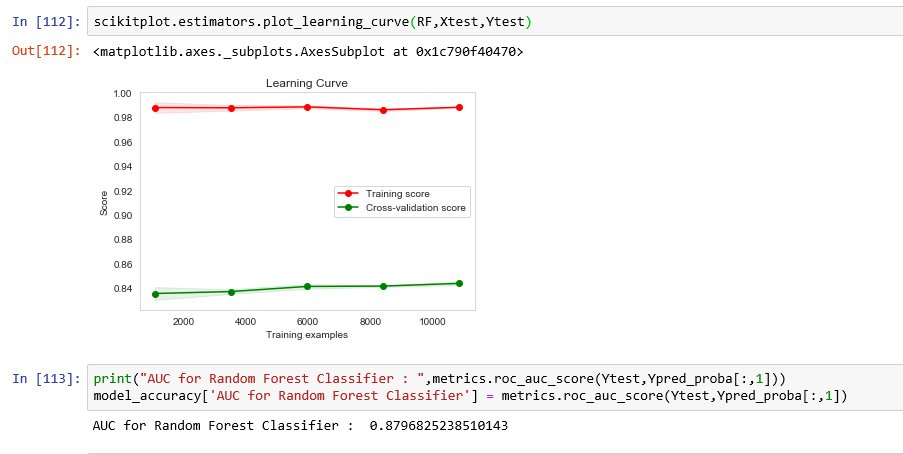 In [112]: scikitplot.estimators.plot_learning_curve(RF,Xtest,Ytest)
Out[112]: <matplotlib.axes._subplots.AxesSubplot at 0x1c790f40470>
Learning Curve
1.00
0.98
0.96
0.94
0.92
0.90
0.88
0.86
0.84
Score
Training score
Cross-validation score
2000 4000 6000 8000 10000
Training examples
In [113]: print("AUC for Random Forest Classifier : ",metrics.roc_auc_score(Ytest,Ypred_proba[:,1]))
model_accuracy['AUC for Random Forest Classifier'] = metrics.roc_auc_score(Ytest,Ypred_proba[:,1])
AUC for Random Forest Classifier :  0.8796825238510143